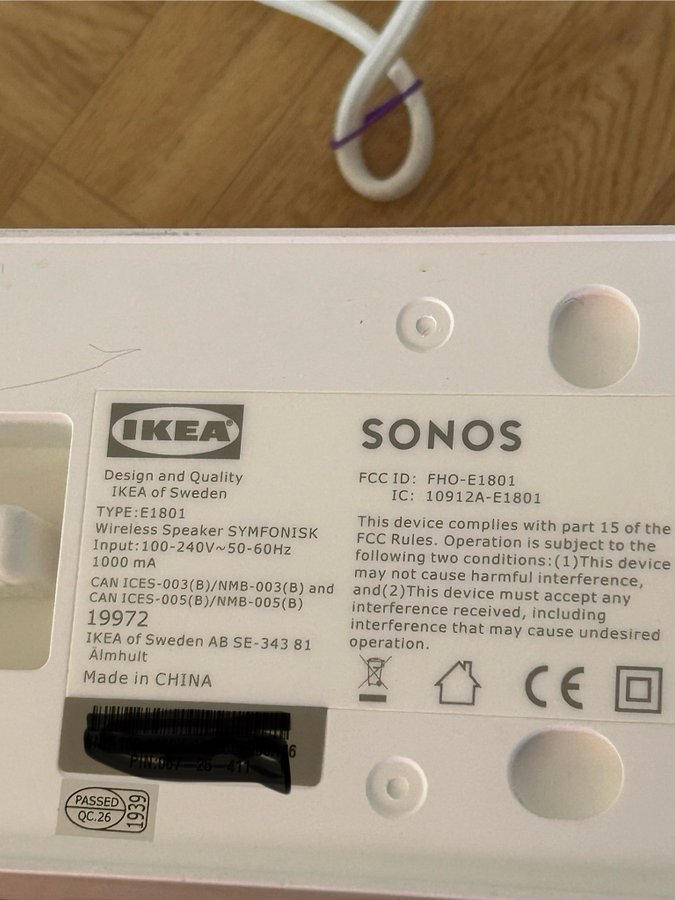 IKEA®
Design and Quality
IKEA of Sweden
TYPE:E1801
Wireless Speaker SYMFONISK
Input:100-240V~50-60Hz
1000 mA
CAN ICES-003(B)/NMB-003(B) and
CAN ICES-005(B)/NMB-005(B)
19972
IKEA of Sweden AB SE-343 81
Älmhult
Made in CHINA
SONOS
FCC ID: FHO-E1801
IC: 10912A-E1801
This device complies with part 15 of the
FCC Rules. Operation is subject to the
following two conditions:(1)This device
may not cause harmful interference,
and(2)This device must accept any
interference received, including
interference that may cause undesired
operation.
CE
PASSED
QC.26
1939